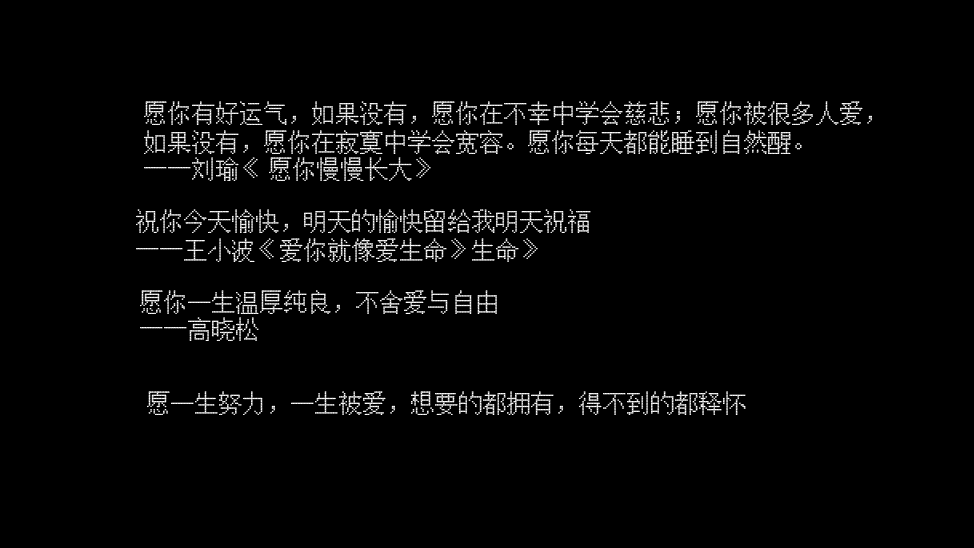 愿你有好运气，如果没有，愿你在不幸中学会慈悲；愿你被很多人爱，
如果没有，愿你在寂寞中学会宽容。愿你每天都能睡到自然醒。
——刘瑜《 愿你慢慢长大》
祝你今天愉快，明天的愉快留给我明天祝福
——王小波《爱你就像爱生命》生命》
愿你一生温厚纯良，不舍爱与自由
——高晓松
愿一生努力，一生被爱，想要的都拥有，得不到的都释怀